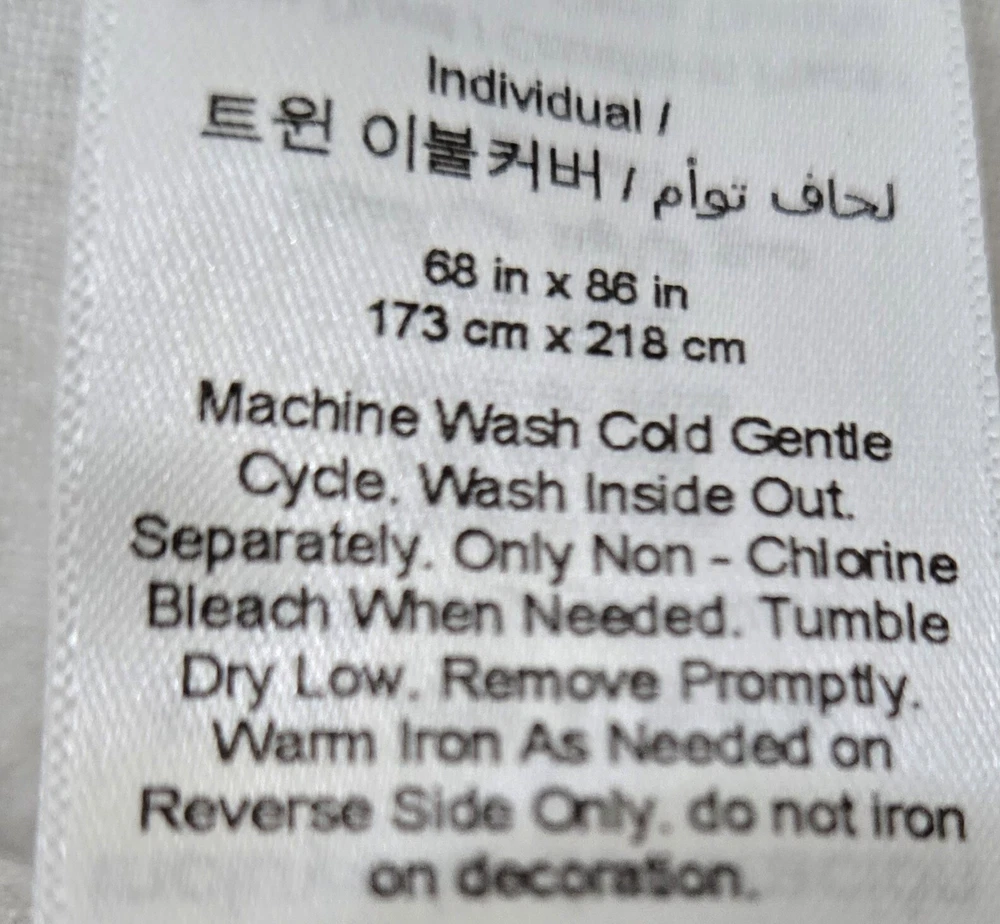 Individual /
트윈 이불커버 / لحاف توأم
68 in x 86 in
173 cm x 218 cm
Machine Wash Cold Gentle
Cycle. Wash Inside Out.
Separately. Only Non - Chlorine
Bleach When Needed. Tumble
Dry Low. Remove Promptly.
Warm Iron As Needed on
Reverse Side Only. do not iron
on decoration.